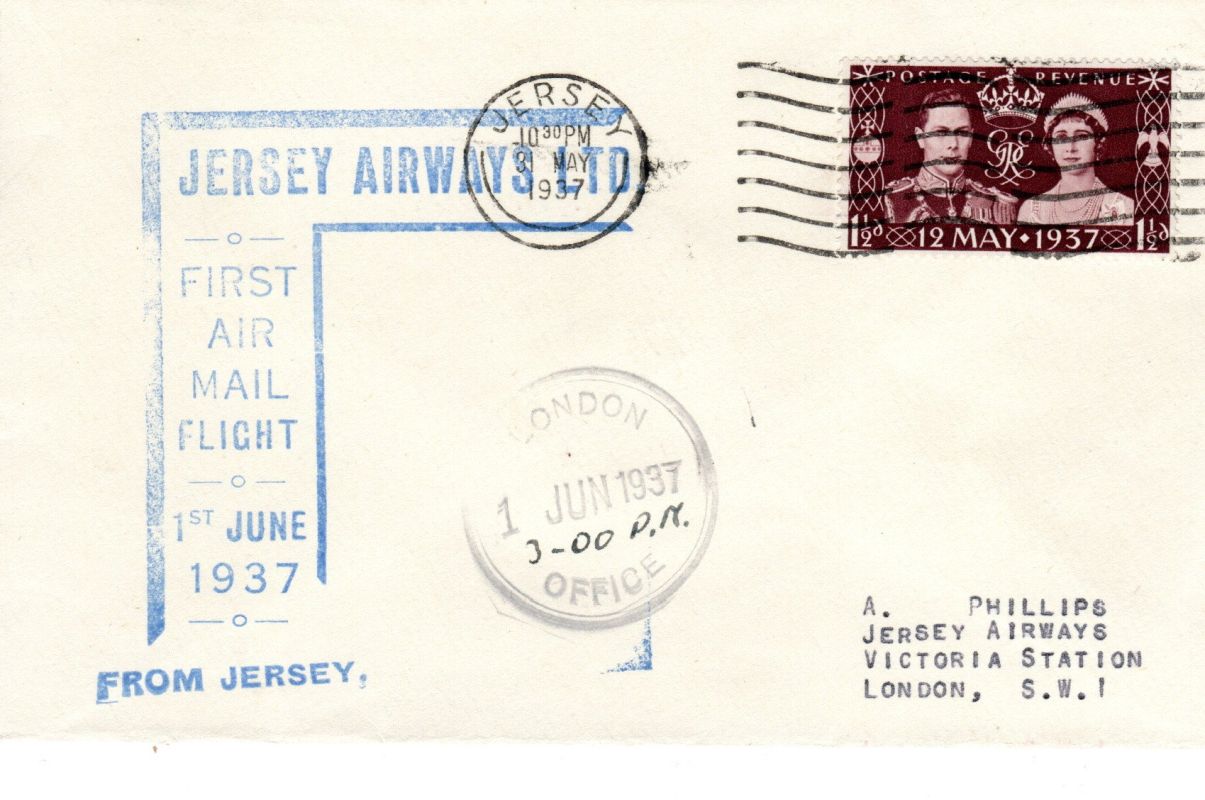 JERSEY AIRWAYS LTD
FIRST
AIR
MAIL
FLIGHT
1ST JUNE
1937
FROM JERSEY.
JERSEY
10 30 PM
31 MAY
1937
POSTAGE REVENUE
1½d 12 MAY · 1937 1½d
LONDON
1 JUN 1937
3-00 P.M.
OFFICE
A. PHILLIPS
JERSEY AIRWAYS
VICTORIA STATION
LONDON, S.W.1